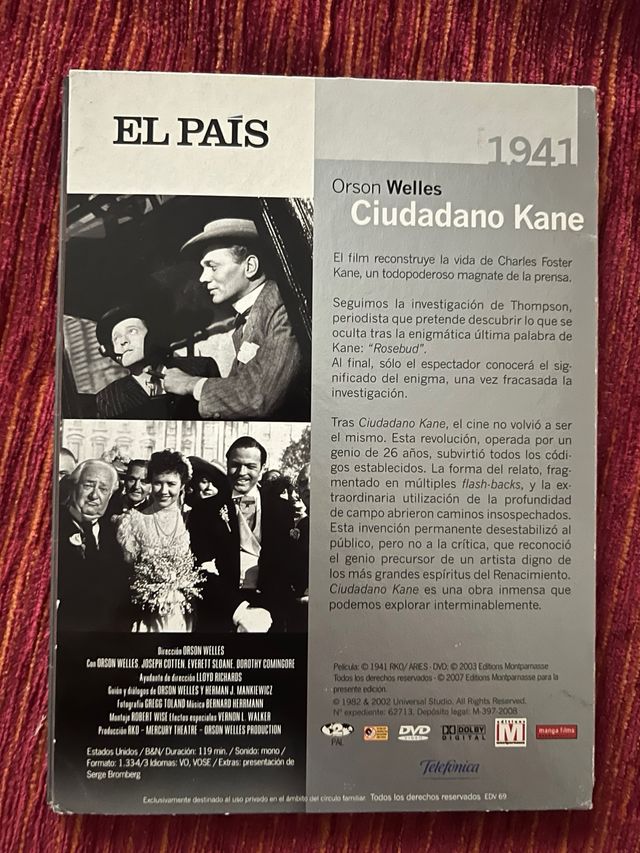 EL PAÍS
1941
Orson Welles
Ciudadano Kane
El film reconstruye la vida de Charles Foster
Kane, un todopoderoso magnate de la prensa.
Seguimos la investigación de Thompson,
periodista que pretende descubrir lo que se
oculta tras la enigmática última palabra de
Kane: “Rosebud”.
Al final, sólo el espectador conocerá el sig-
nificado del enigma, una vez fracasada la
investigación.
Tras Ciudadano Kane, el cine no volvió a ser
el mismo. Esta revolución, operada por un
genio de 26 años, subvirtió todos los códi-
gos establecidos. La forma del relato, frag-
mentado en múltiples flash-backs, y la ex-
traordinaria utilización de la profundidad
de campo abrieron caminos insospechados.
Esta invención permanente desestabilizó al
público, pero no a la crítica, que reconoció
el genio precursor de un artista digno de
los más grandes espíritus del Renacimiento.
Ciudadano Kane es una obra inmensa que
podemos explorar interminablemente.
Dirección ORSON WELLES
Con ORSON WELLES, JOSEPH COTTEN, EVERETT SLOANE, DOROTHY COMINGORE
Ayudante de dirección LLOYD RICHARDS
Guión y diálogos de ORSON WELLES Y HERMAN J. MANKIEWICZ
Fotografía GREGG TOLAND Música BERNARD HERRMANN
Montaje ROBERT WISE Efectos especiales VERNON L. WALKER
Producción RKO - MERCURY THEATRE - ORSON WELLES PRODUCTION
Estados Unidos / B&N/ Duración: 119 min. / Sonido: mono /
Formato: 1.33-4/3 Idiomas: VO, VOSE / Extras: presentación de
Serge Bromberg
Película: © 1941 RKO/ ARIES · DVD: © 2003 Editions Montparnasse
Todos los derechos reservados · © 2007 Editions Montparnasse para la
presente edición.
© 1982 & 2002 Universal Studio. All Rights Reserved.
Nº expediente: 62713. Depósito legal: M-397-2008
2
PAL
DVD
VIDEO
DOLBY
DIGITAL
editions
M
manga films
Telefónica
Exclusivamente destinado al uso privado en el ámbito del círculo familiar. Todos los derechos reservados EDV 69